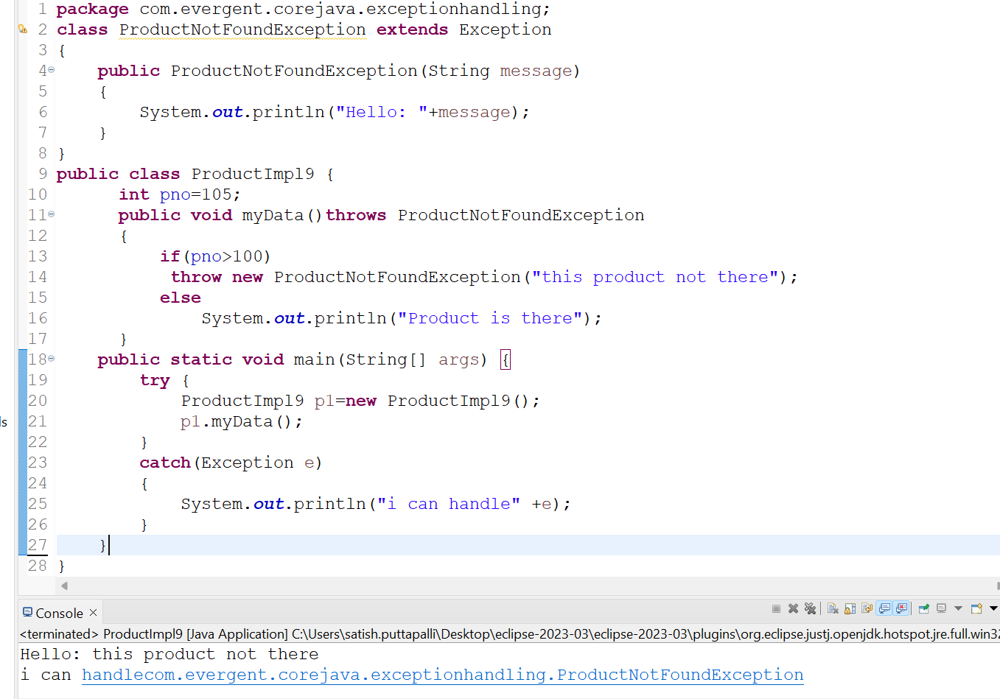 1 package com.evergent.corejava.exceptionhandling;
2 class ProductNotFoundException extends Exception
3 {
4 public ProductNotFoundException(String message)
5 {
6 System.out.println("Hello: "+message);
7 }
8 }
9 public class ProductImpl9 {
10 int pno=105;
11 public void myData()throws ProductNotFoundException
12 {
13 if(pno>100)
14 throw new ProductNotFoundException("this product not there");
15 else
16 System.out.println("Product is there");
17 }
18 public static void main(String[] args) {
19 try {
20 ProductImpl9 p1=new ProductImpl9();
ls 21 p1.myData();
22 }
23 catch(Exception e)
24 {
25 System.out.println("i can handle" +e);
26 }
27 }
28 }
Console ×
<terminated> ProductImpl9 [Java Application] C:\Users\satish.puttapalli\Desktop\eclipse-2023-03\eclipse-2023-03\plugins\org.eclipse.justj.openjdk.hotspot.jre.full.win32
Hello: this product not there
i can handlecom.evergent.corejava.exceptionhandling.ProductNotFoundException